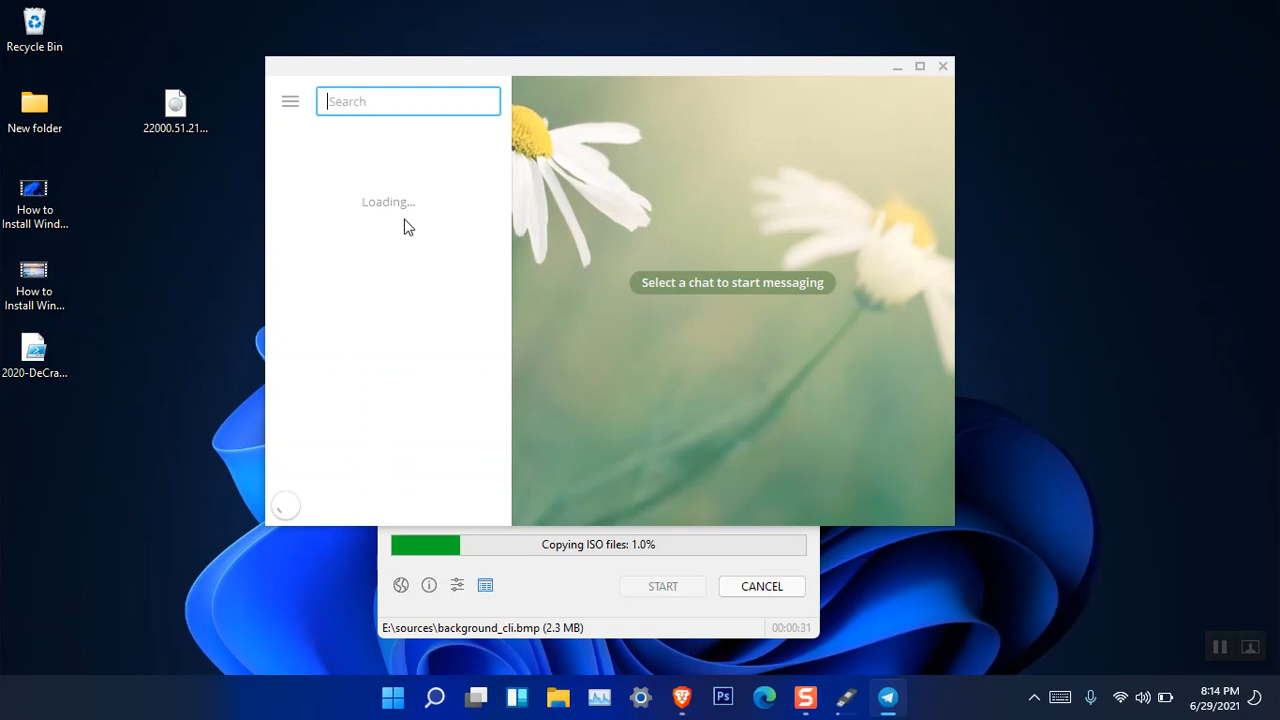 Recycle Bin
New folder
22000.51.21...
How to
Install Wind...
How to
Install Win...
2020-DeCra...
Search
Loading...
Select a chat to start messaging
Copying ISO files: 1.0%
START
CANCEL
E:\sources\background_cli.bmp (2.3 MB)
00:00:31
Ps
S
8:14 PM
6/29/2021